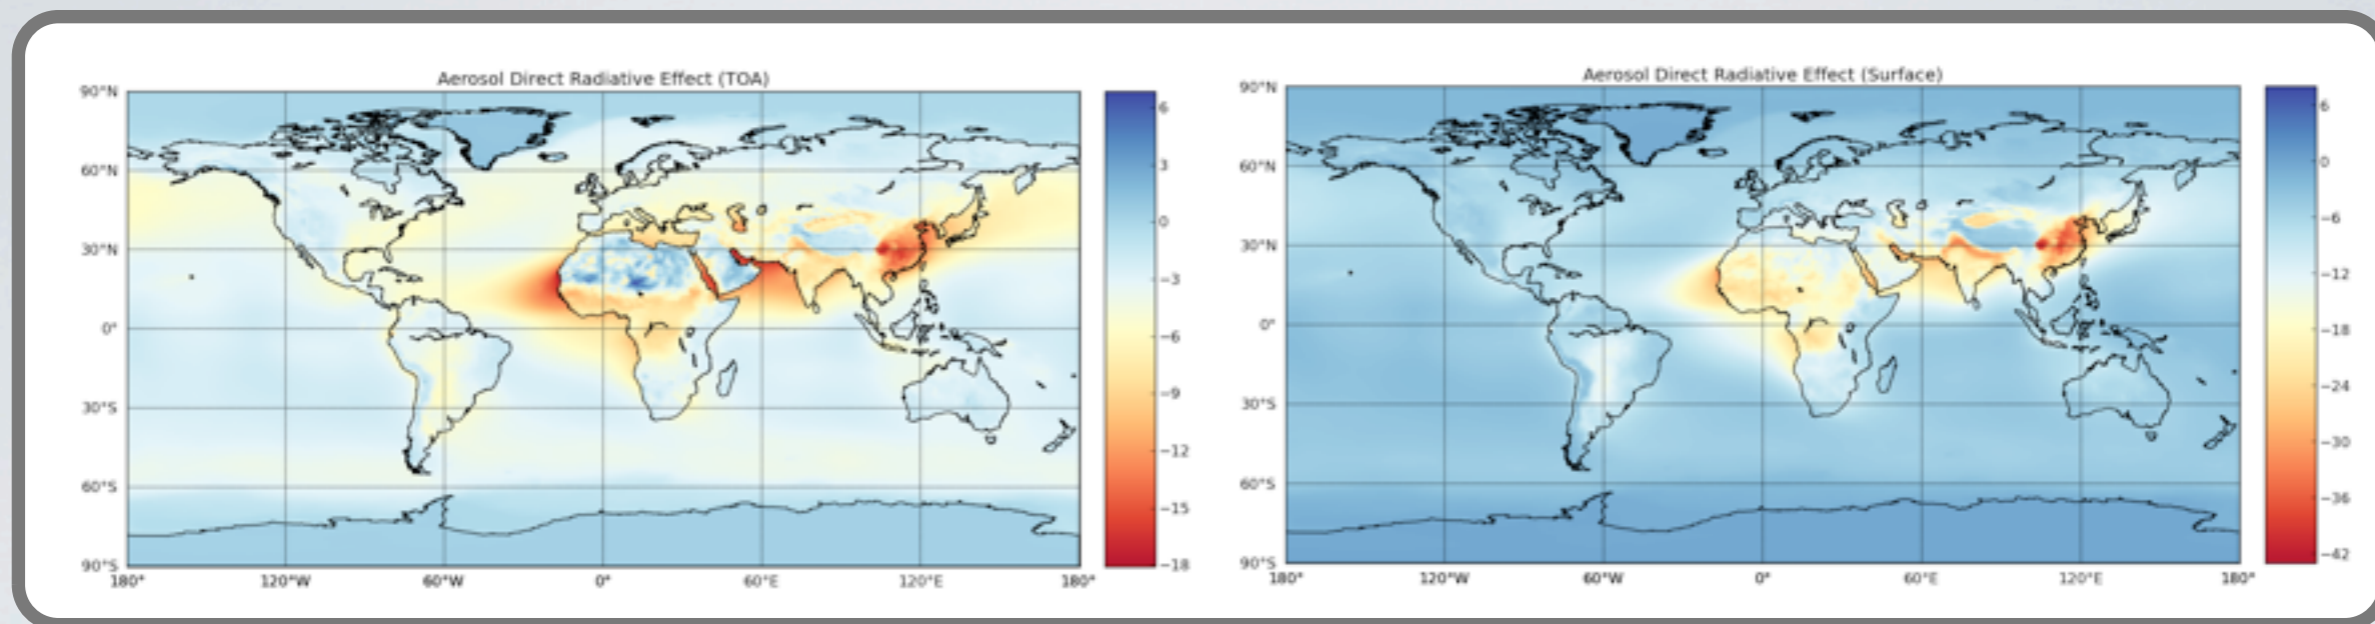 Aerosol Direct Radiative Effect (TOA)
90°N
60°N
30°N
0°
30°S
60°S
90°S
180°
120°W
60°W
0°
60°E
120°E
180°
6
3
0
−3
−6
−9
−12
−15
−18
Aerosol Direct Radiative Effect (Surface)
90°N
60°N
30°N
0°
30°S
60°S
90°S
180°
120°W
60°W
0°
60°E
120°E
180°
6
0
−6
−12
−18
−24
−30
−36
−42